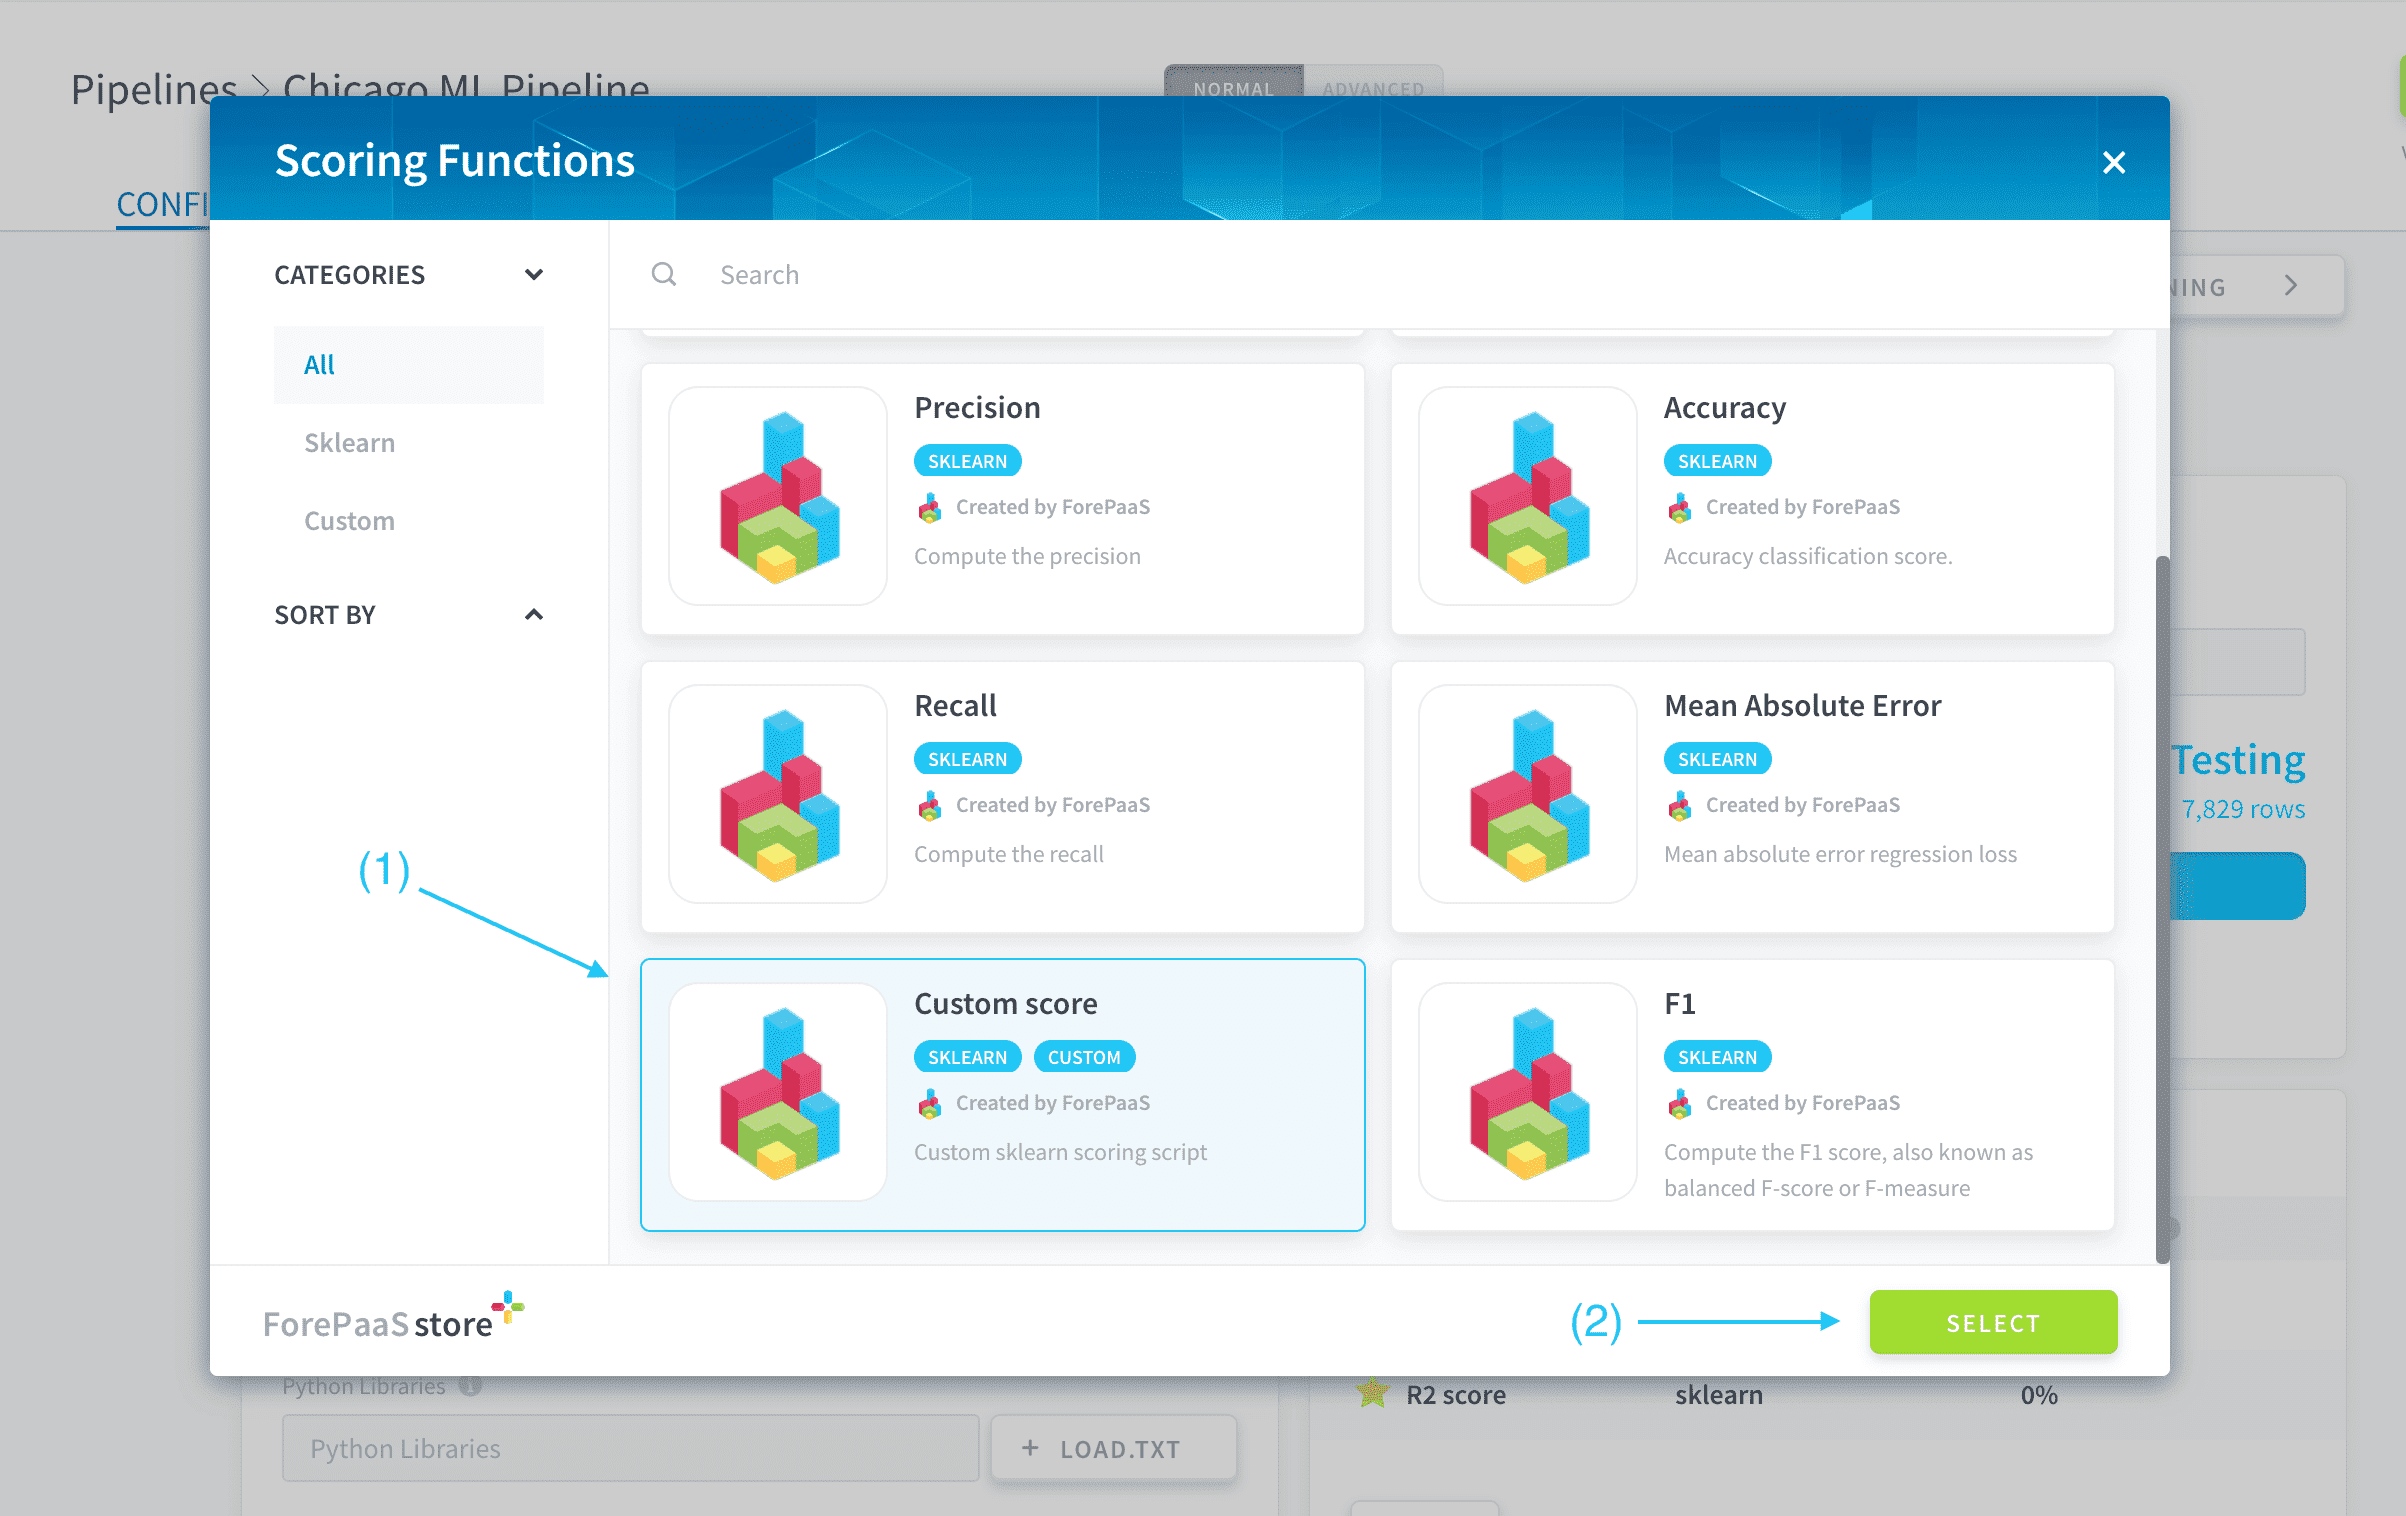 Pipelines > Chicago ML Pipeline
NORMAL
ADVANCED
Scoring Functions
CONFI
CATEGORIES
Search
NING
All
Sklearn
Custom
SORT BY
Precision
SKLEARN
Created by ForePaaS
Compute the precision
Accuracy
SKLEARN
Created by ForePaaS
Accuracy classification score.
Recall
SKLEARN
Created by ForePaaS
Compute the recall
Mean Absolute Error
SKLEARN
Created by ForePaaS
Mean absolute error regression loss
Testing
7,829 rows
(1)
Custom score
SKLEARN CUSTOM
Created by ForePaaS
Custom sklearn scoring script
F1
SKLEARN
Created by ForePaaS
Compute the F1 score, also known as
balanced F-score or F-measure
ForePaaS store
(2)
SELECT
Python Libraries
Python Libraries
+ LOAD.TXT
R2 score sklearn 0%